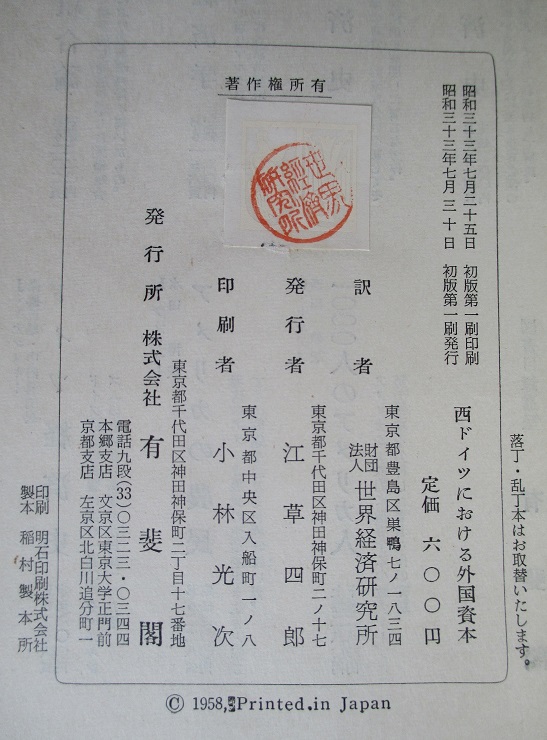 落丁・乱丁本はお取替いたします。
著作権所有
昭和三十三年七月二十五日　初版第一刷印刷
昭和三十三年七月三十日　初版第一刷発行
西ドイツにおける外国資本
定価　六〇〇円
東京都豊島区巣鴨七ノ一八三四
訳者　財団法人　世界経済研究所
東京都千代田区神田神保町二ノ十七
発行者　江草四郎
東京都中央区入船町一ノ八
印刷者　小林光次
東京都千代田区神田神保町二丁目十七番地
発行所　株式会社　有斐閣
電話九段(33)〇三二三・〇三四四
本郷支店　文京区東京大学正門前
京都支店　左京区北白川追分町一
印刷　明石印刷株式会社
製本　稲村製本所
世界
経済
研究所
© 1958, Printed in Japan